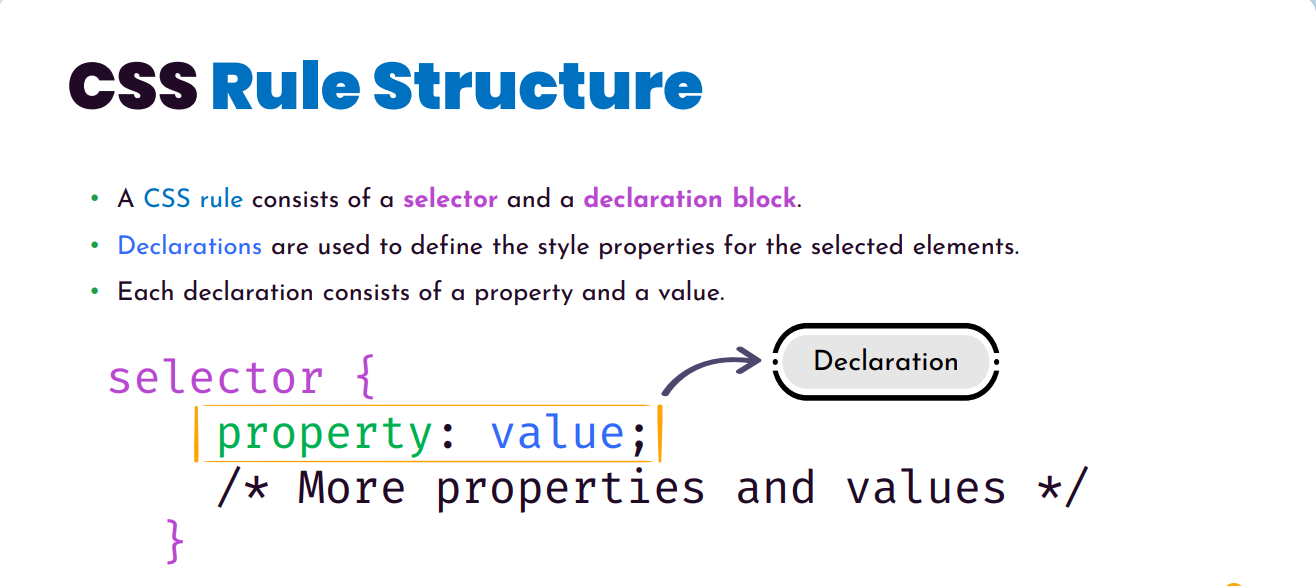 CSS Rule Structure
• A CSS rule consists of a selector and a declaration block.
• Declarations are used to define the style properties for the selected elements.
• Each declaration consists of a property and a value.
Declaration
selector {
property: value;
/* More properties and values */
}